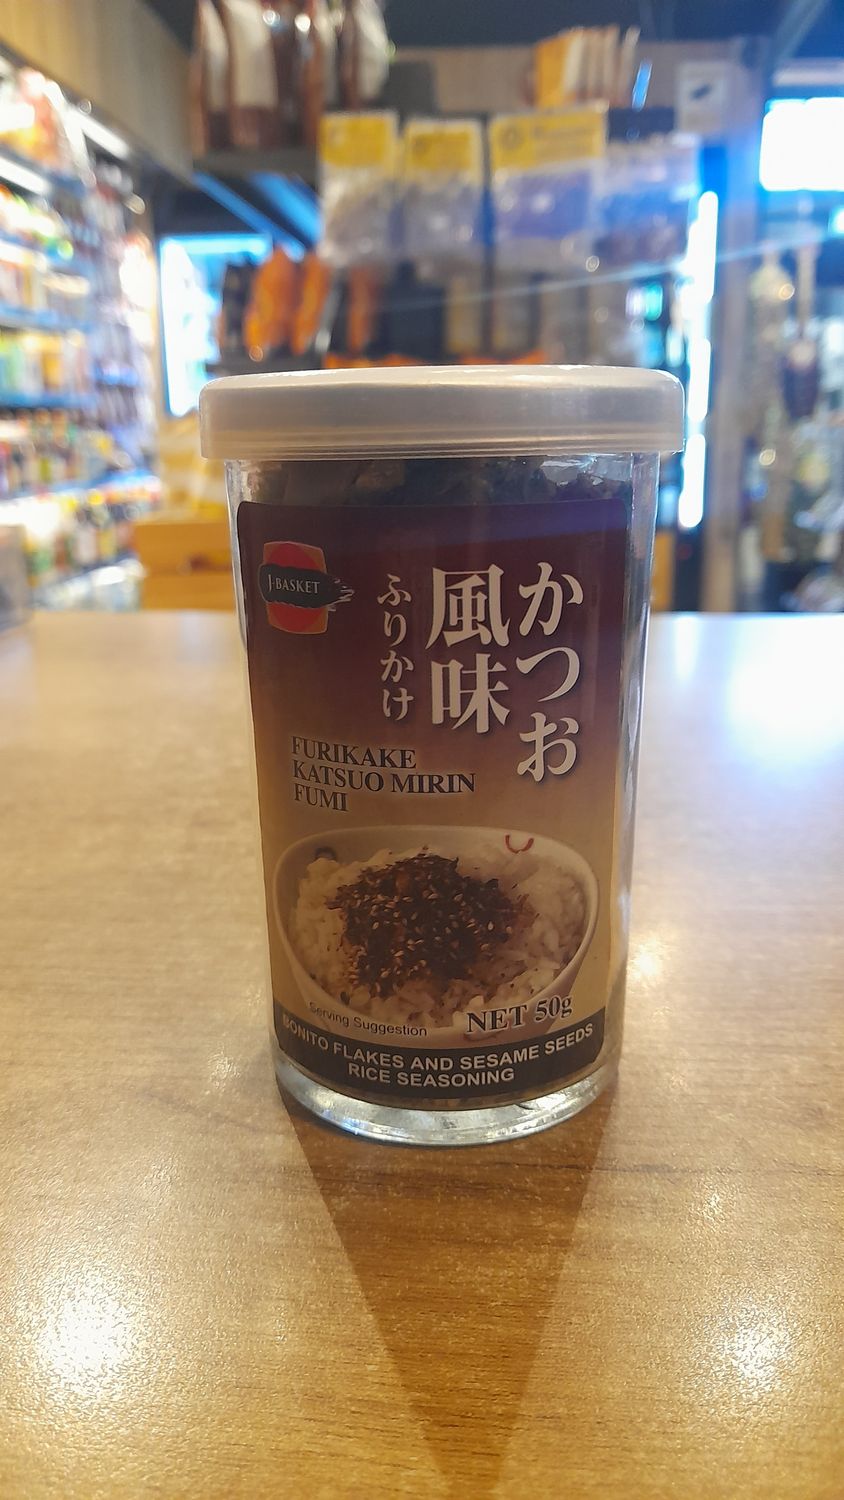 J-BASKET
かつお
風味
ふりかけ
FURIKAKE
KATSUO MIRIN
FUMI
Serving Suggestion
NET 50g
BONITO FLAKES AND SESAME SEEDS
RICE SEASONING